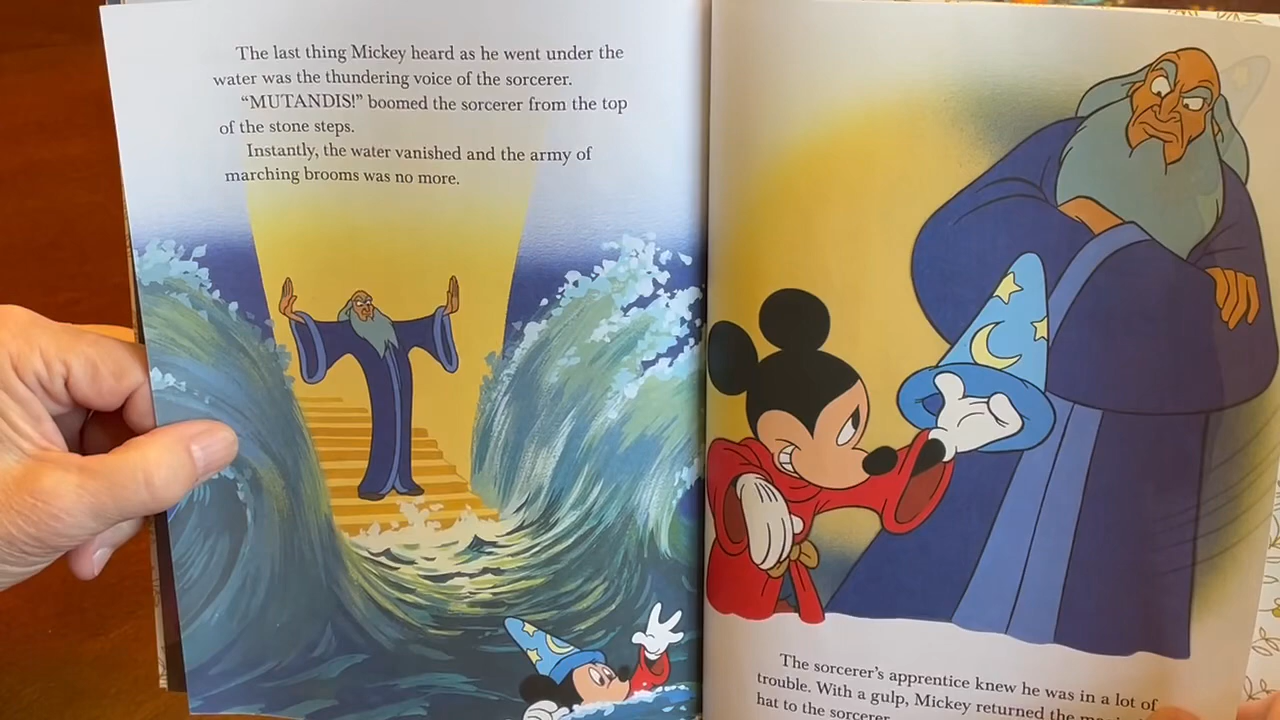 The last thing Mickey heard as he went under the
water was the thundering voice of the sorcerer.
“MUTANDIS!” boomed the sorcerer from the top
of the stone steps.
Instantly, the water vanished and the army of
marching brooms was no more.
The sorcerer’s apprentice knew he was in a lot of
trouble. With a gulp, Mickey returned the
hat to the sorcerer